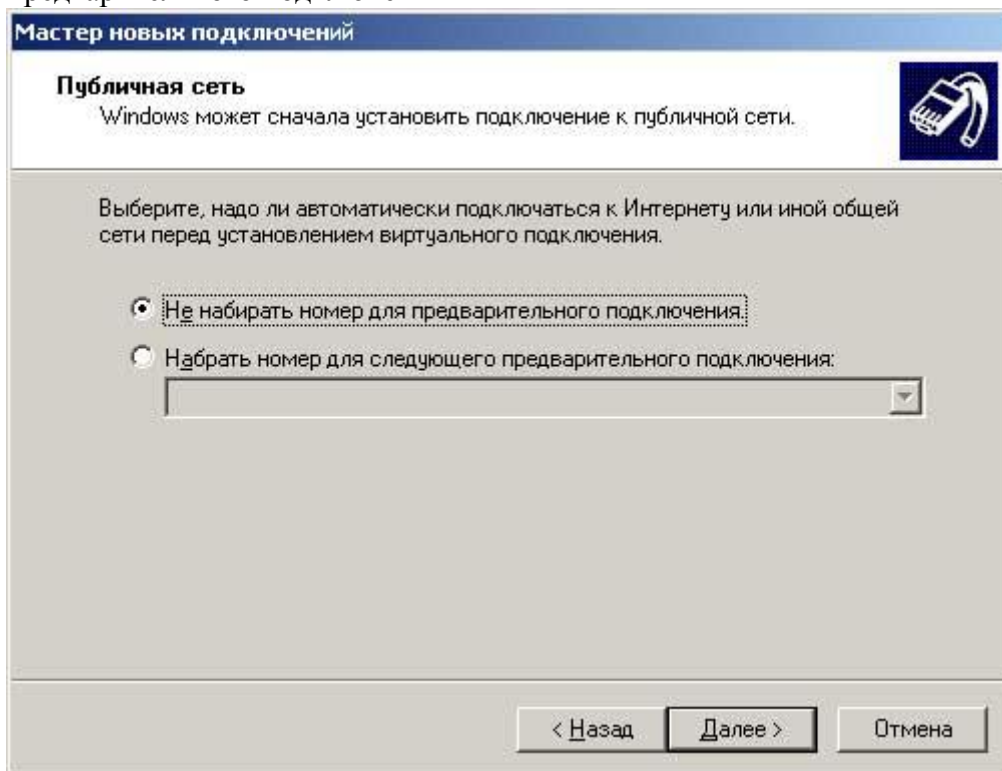 Мастер новых подключений
Публичная сеть
Windows может сначала установить подключение к публичной сети.
Выберите, надо ли автоматически подключаться к Интернету или иной общей
сети перед установлением виртуального подключения.
Не набирать номер для предварительного подключения.
Набрать номер для следующего предварительного подключения:
< Назад
Далее >
Отмена